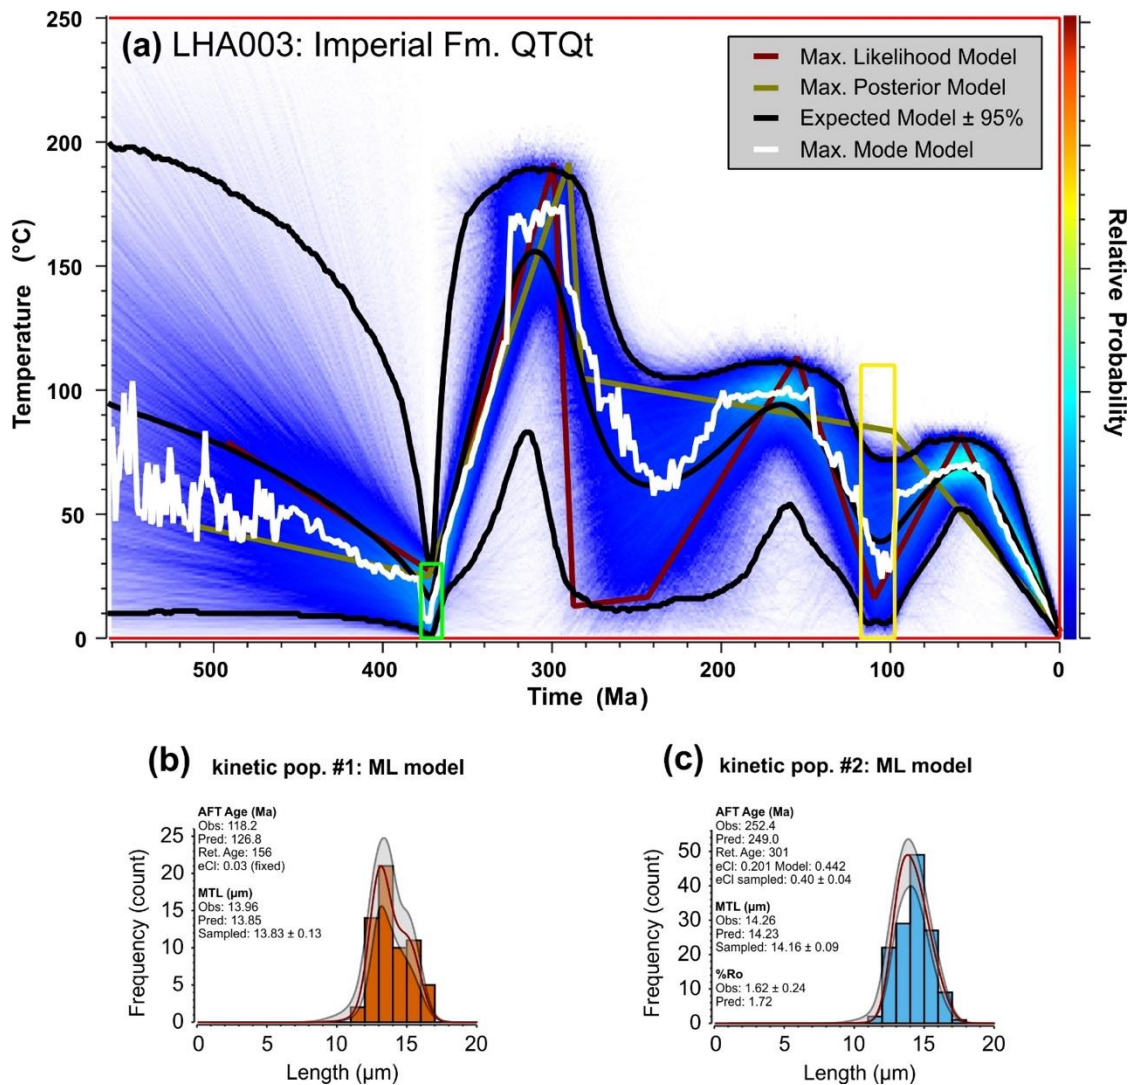 (a) LHA003: Imperial Fm. QTQt
Max. Likelihood Model
Max. Posterior Model
Expected Model ± 95%
Max. Mode Model
250
200
150
100
50
0
Temperature (°C)
500
400
300
200
100
0
Time (Ma)
Relative Probability
(b) kinetic pop. #1: ML model
AFT Age (Ma)
Obs: 118.2
Pred: 126.8
Ret. Age: 156
eCl: 0.03 (fixed)
MTL (µm)
Obs: 13.96
Pred: 13.85
Sampled: 13.83 ± 0.13
25
20
15
10
5
0
Frequency (count)
0 5 10 15 20
Length (µm)
(c) kinetic pop. #2: ML model
AFT Age (Ma)
Obs: 252.4
Pred: 249.0
Ret. Age: 301
eCl: 0.201 Model: 0.442
eCl sampled: 0.40 ± 0.04
MTL (µm)
Obs: 14.26
Pred: 14.23
Sampled: 14.16 ± 0.09
%Ro
Obs: 1.62 ± 0.24
Pred: 1.72
50
40
30
20
10
0
Frequency (count)
0 5 10 15 20
Length (µm)